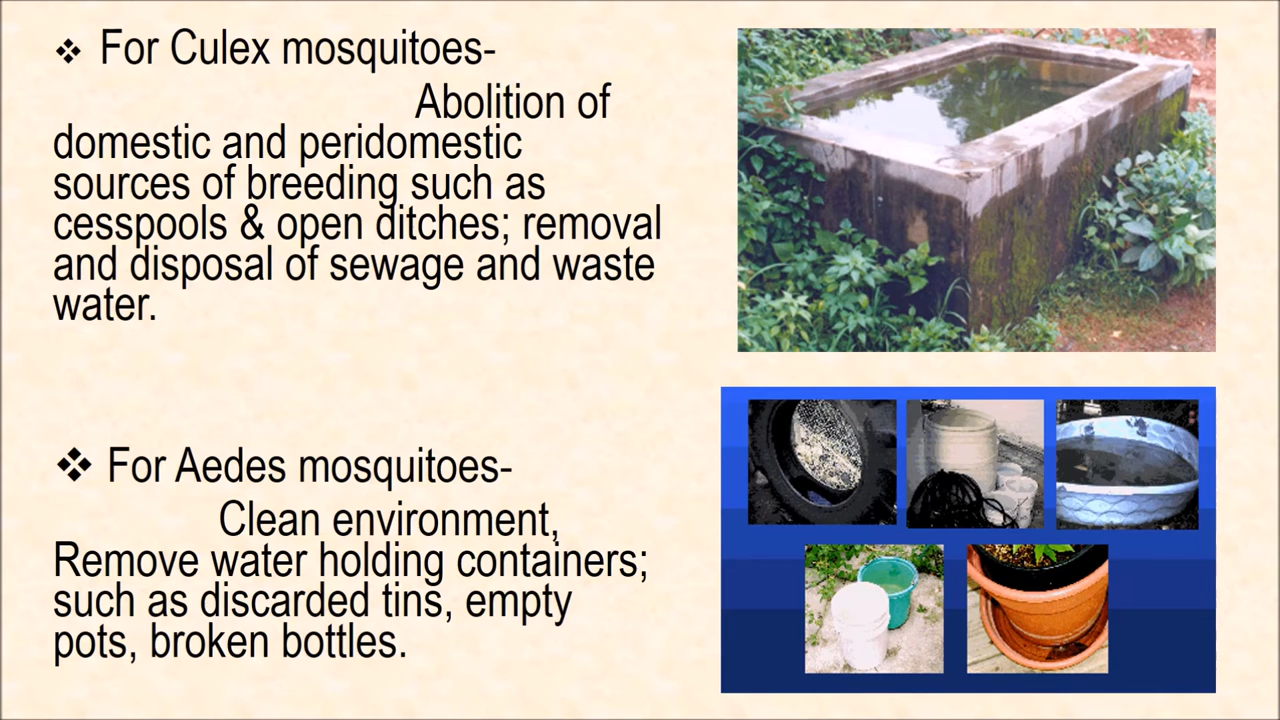 ❖ For Culex mosquitoes-
Abolition of
domestic and peridomestic
sources of breeding such as
cesspools & open ditches; removal
and disposal of sewage and waste
water.
❖ For Aedes mosquitoes-
Clean environment,
Remove water holding containers;
such as discarded tins, empty
pots, broken bottles.